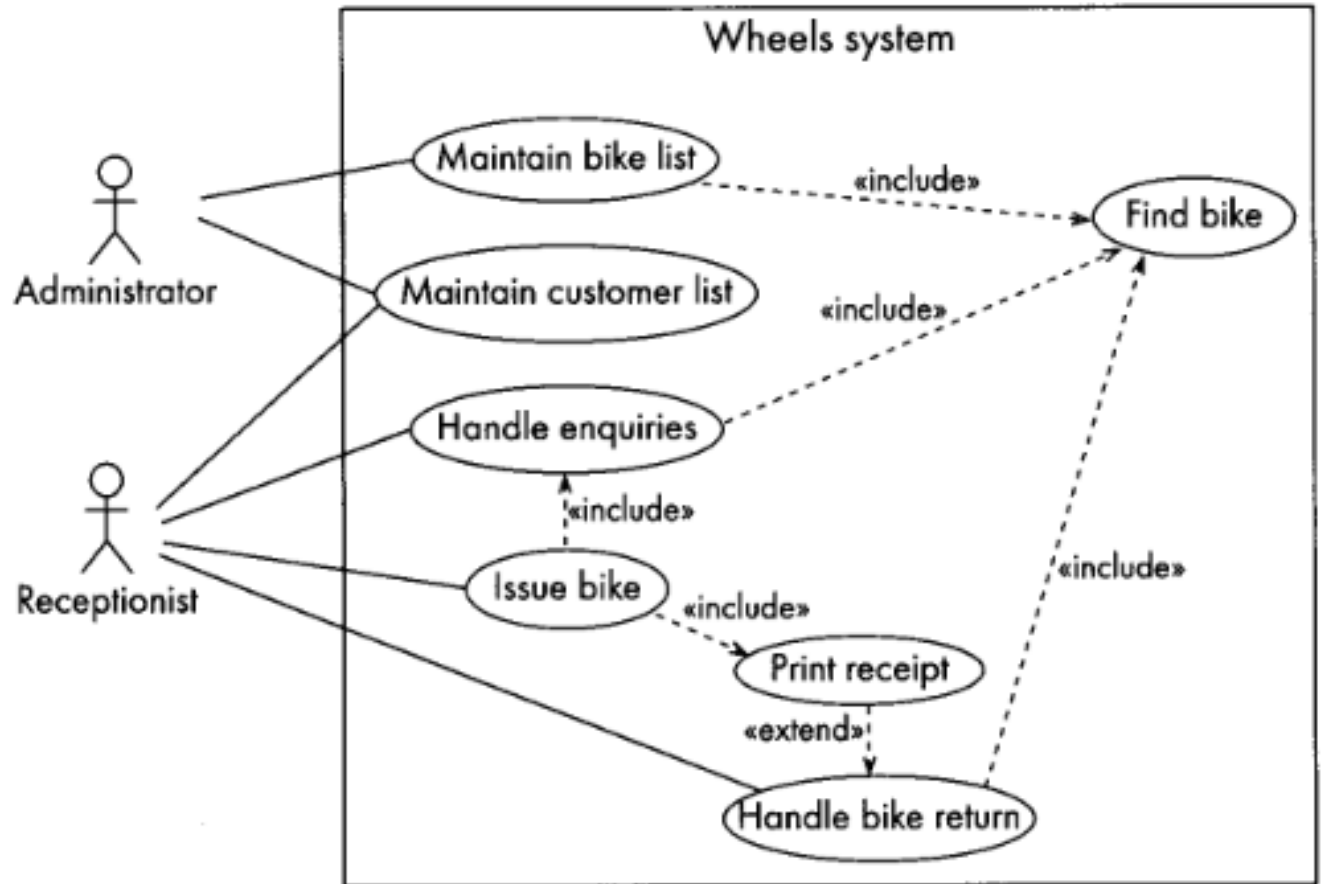 Wheels system
Maintain bike list
«include»
Find bike
Administrator
Maintain customer list
«include»
Handle enquiries
«include»
Receptionist
Issue bike
«include»
«include»
Print receipt
«extend»
Handle bike return